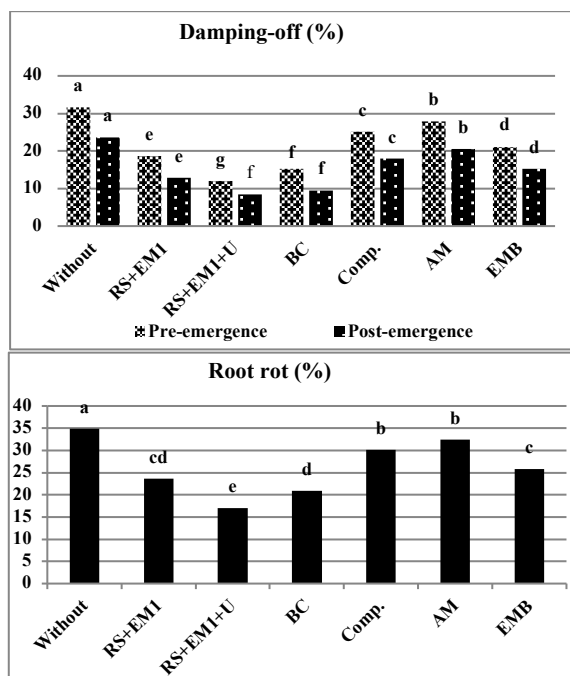 Damping-off (%)
40
30
20
10
0
a
a
e
e
g
f
f
f
c
c
b
b
d
d
Without
RS+EM1
RS+EM1+U
BC
Comp.
AM
EMB
Pre-emergence
Post-emergence
Root rot (%)
40
35
30
25
20
15
10
5
0
a
cd
e
d
b
b
c
Without
RS+EM1
RS+EM1+U
BC
Comp.
AM
EMB